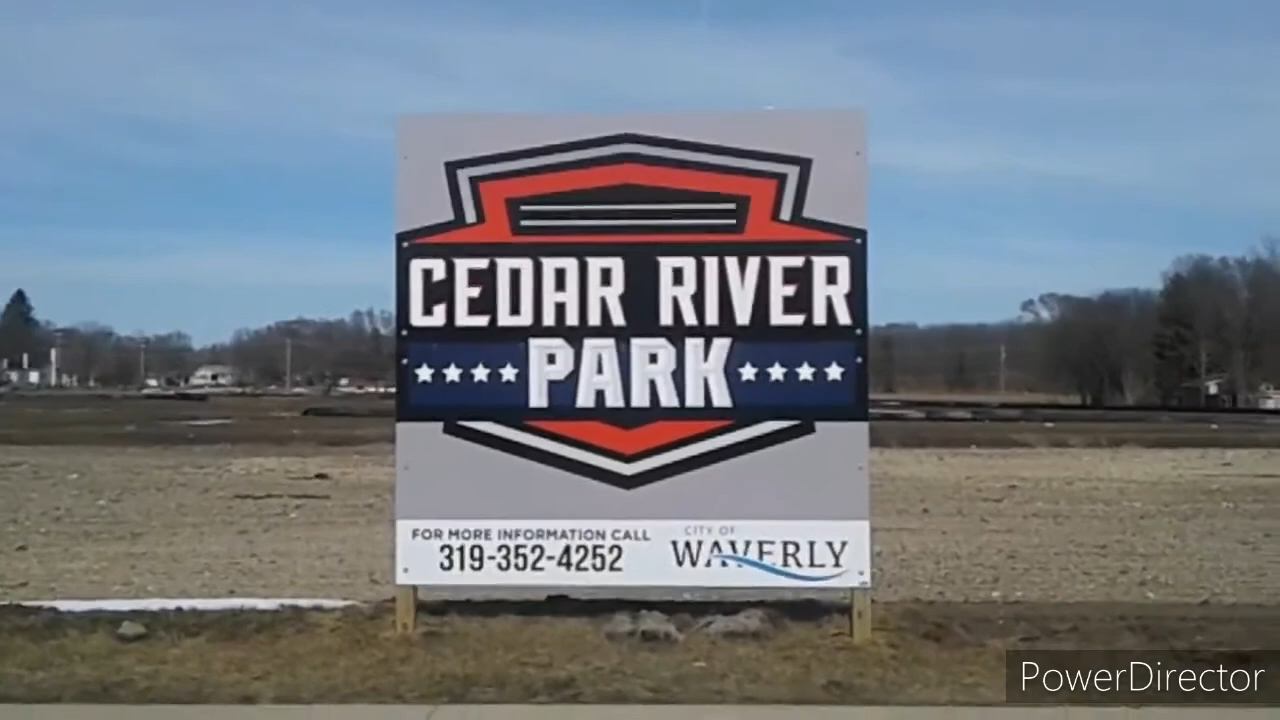 CEDAR RIVER
PARK
FOR MORE INFORMATION CALL
319-352-4252
CITY OF
WAVERLY
PowerDirector